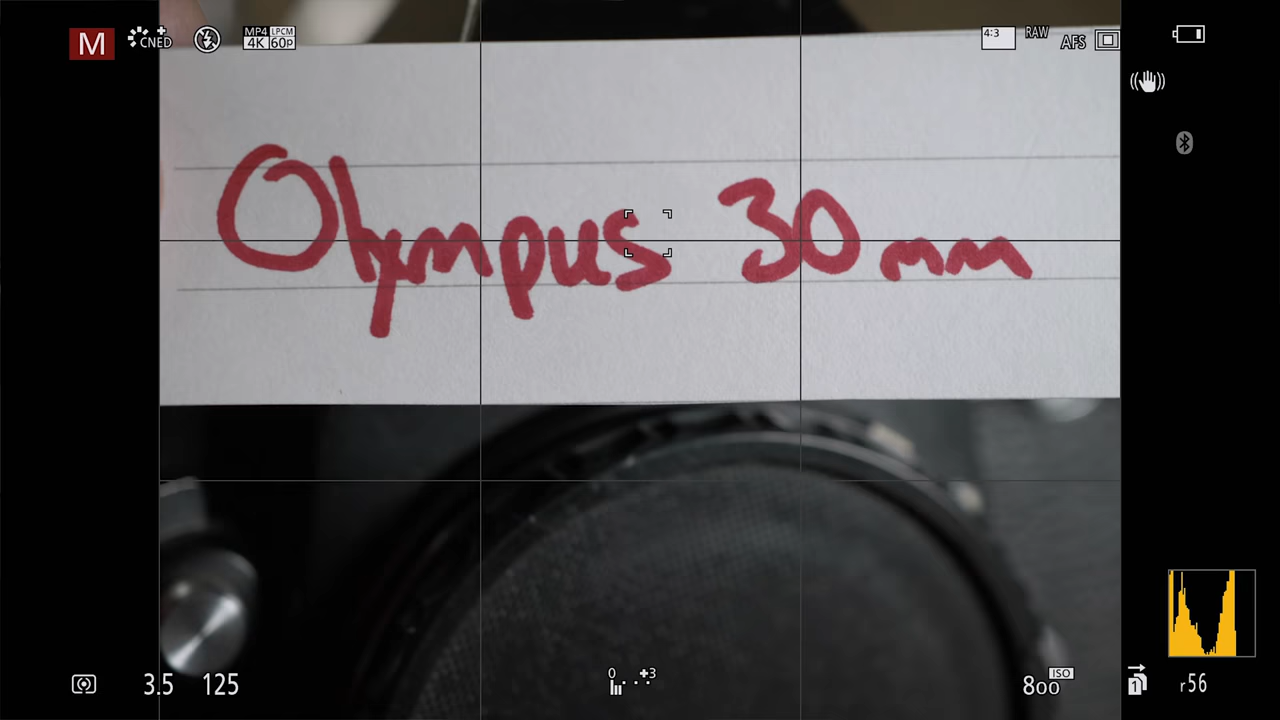 M CNED MP4 LPCM 4K 60p 4:3 RAW AFS
Olympus 30mm
3.5 125 0 +3 800 ISO 1 r56